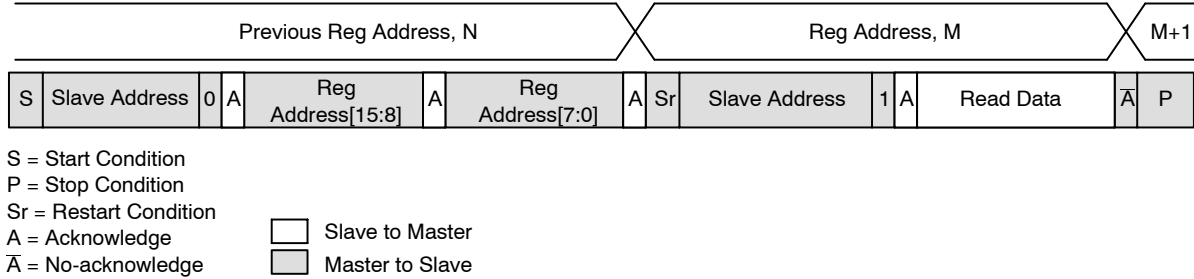 Previous Reg Address, N Reg Address, M M+1
S Slave Address 0 A Reg Address[15:8] A Reg Address[7:0] A Sr Slave Address 1 A Read Data A̅ P
S = Start Condition
P = Stop Condition
Sr = Restart Condition
A = Acknowledge
A̅ = No-acknowledge
Slave to Master
Master to Slave